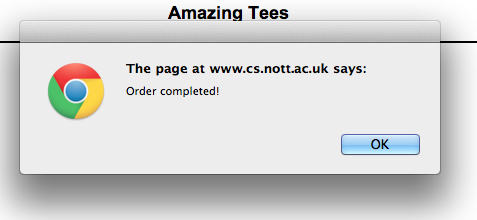 Amazing Tees
The page at www.cs.nott.ac.uk says:
Order completed!
OK